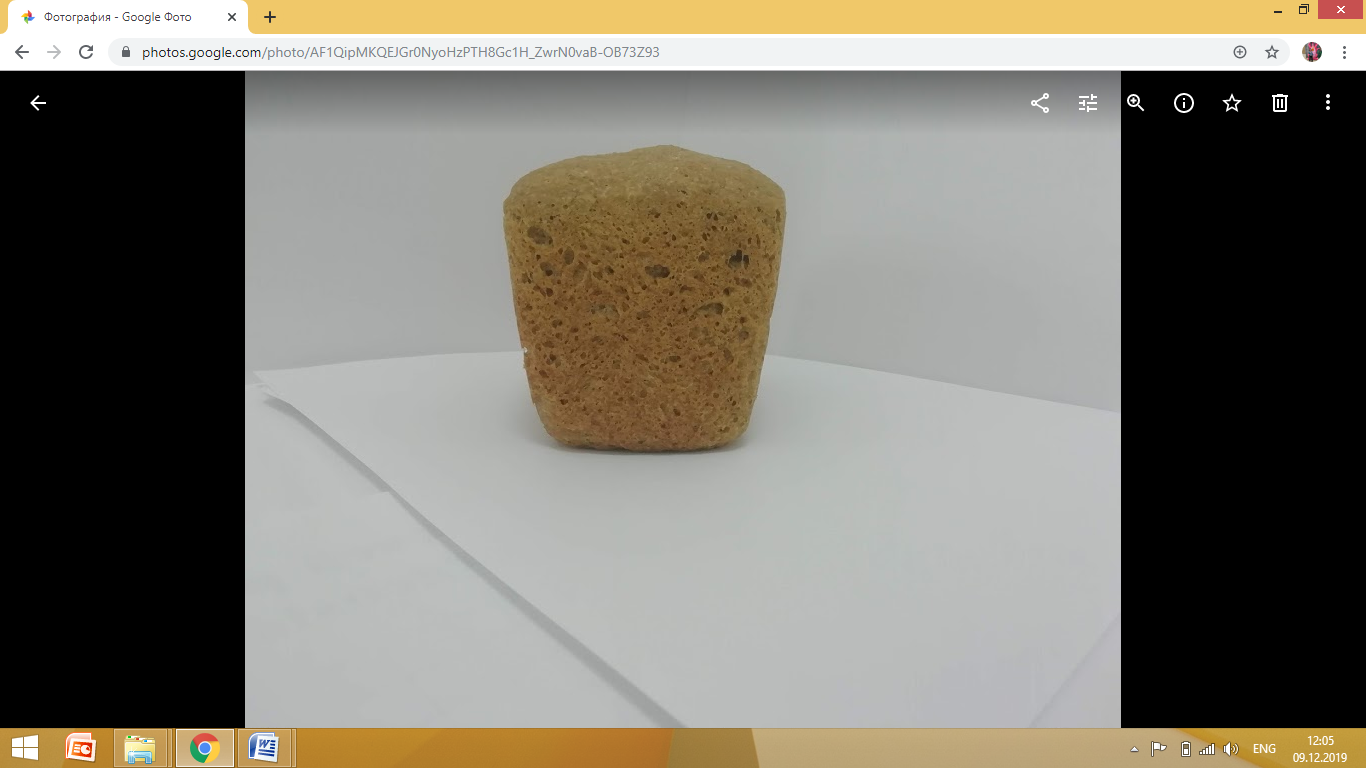 Фотография - Google Фото
photos.google.com/photo/AF1QipMKQEJGr0NyoHzPTH8Gc1H_ZwrN0vaB-OB73Z93
ENG
12:05
09.12.2019